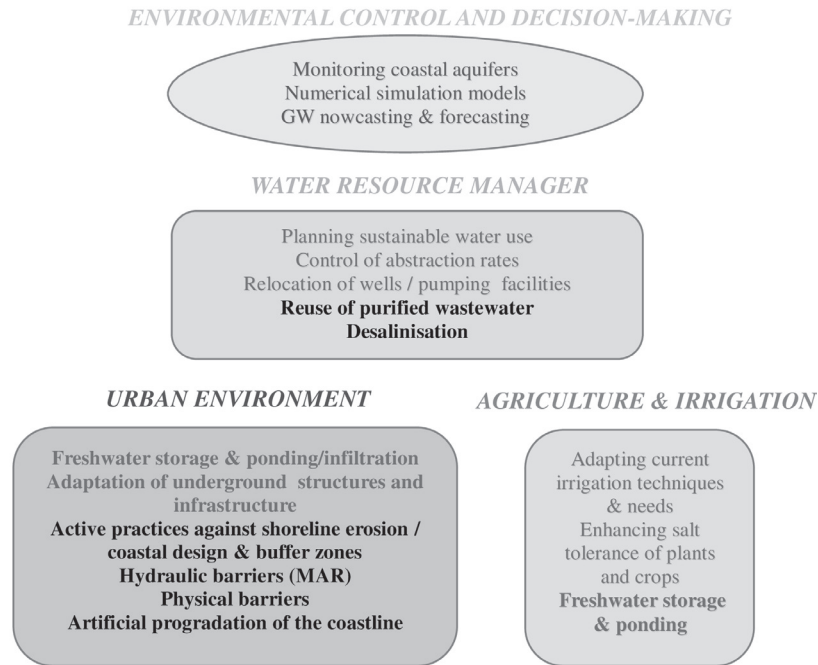 ENVIRONMENTAL CONTROL AND DECISION-MAKING
Monitoring coastal aquifers
Numerical simulation models
GW nowcasting & forecasting
WATER RESOURCE MANAGER
Planning sustainable water use
Control of abstraction rates
Relocation of wells / pumping facilities
Reuse of purified wastewater
Desalinisation
URBAN ENVIRONMENT
Freshwater storage & ponding/infiltration
Adaptation of underground structures and
infrastructure
Active practices against shoreline erosion /
coastal design & buffer zones
Hydraulic barriers (MAR)
Physical barriers
Artificial progradation of the coastline
AGRICULTURE & IRRIGATION
Adapting current
irrigation techniques
& needs
Enhancing salt
tolerance of plants
and crops
Freshwater storage
& ponding